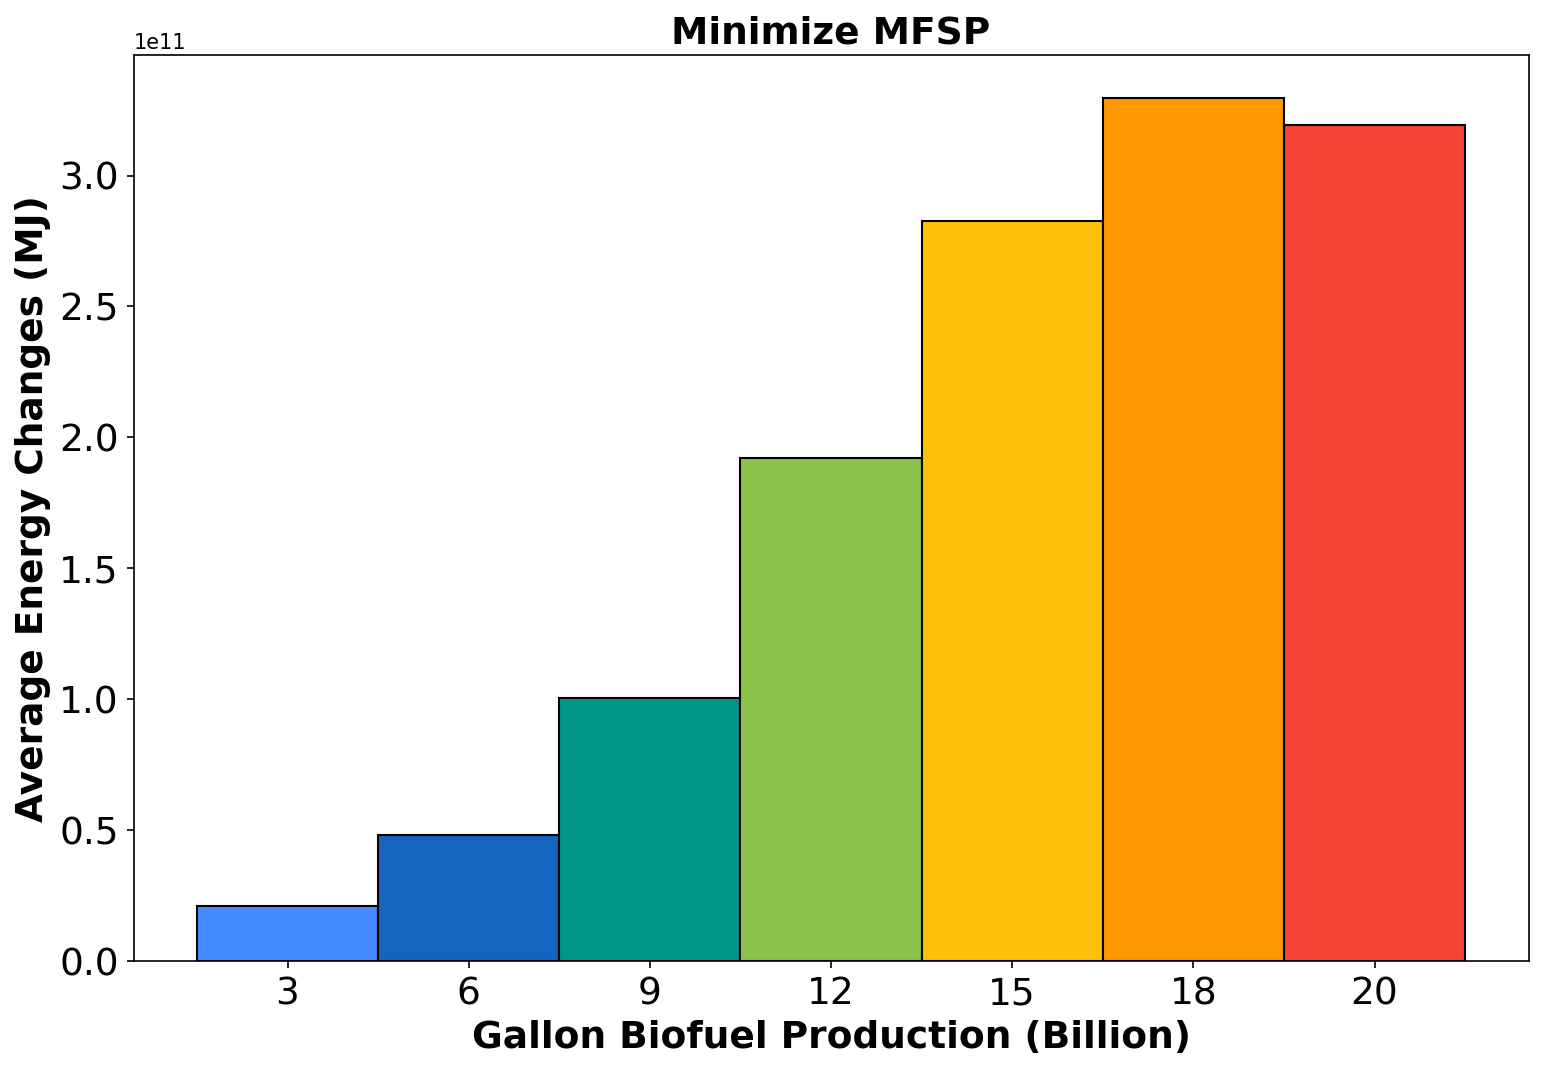 Minimize MFSP
1e11
3.0
2.5
2.0
1.5
1.0
0.5
0.0
Average Energy Changes (MJ)
3 6 9 12 15 18 20
Gallon Biofuel Production (Billion)